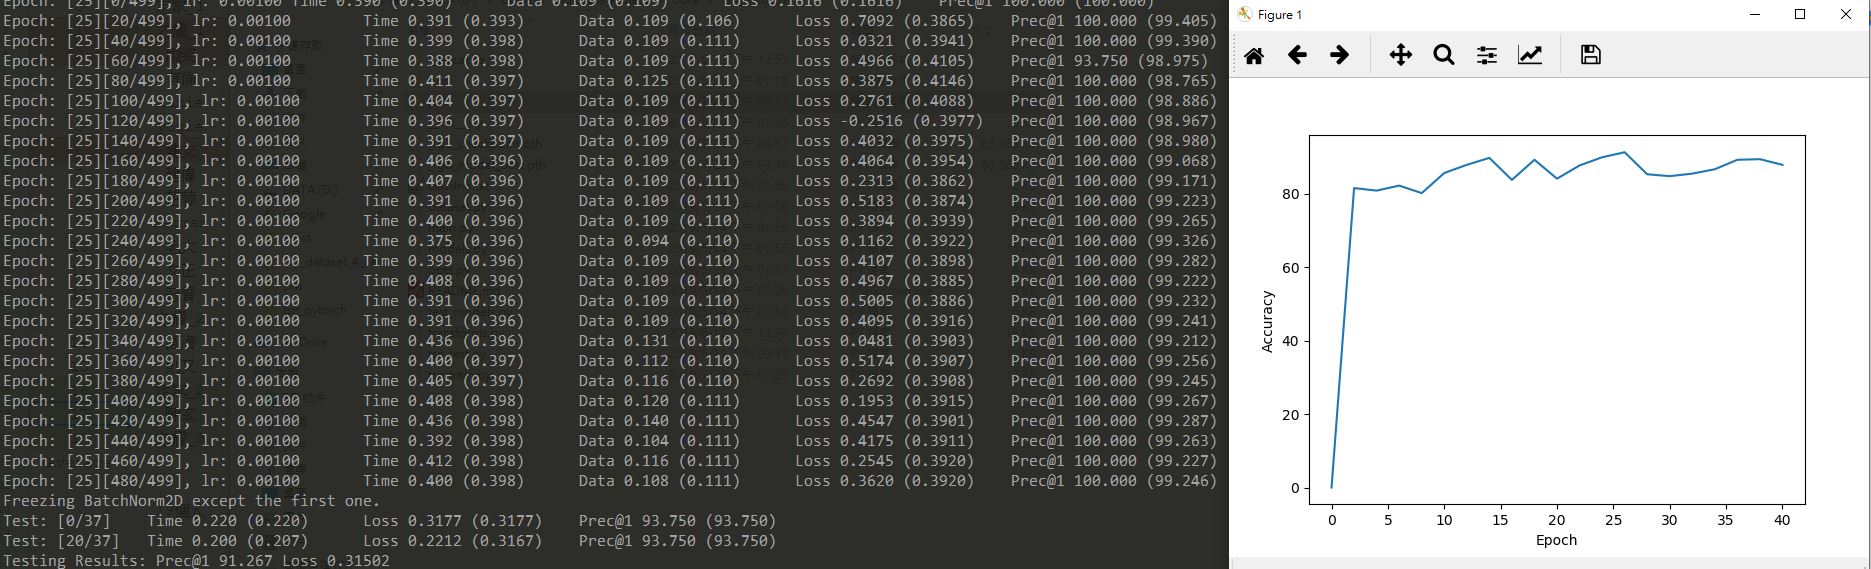 Epoch: [25][0/499], lr: 0.00100 Time 0.390 (0.390) Data 0.109 (0.109) Loss 0.1616 (0.1616) Prec@1 100.000 (100.000)
Epoch: [25][20/499], lr: 0.00100 Time 0.391 (0.393) Data 0.109 (0.106) Loss 0.7092 (0.3865) Prec@1 100.000 (99.405)
Epoch: [25][40/499], lr: 0.00100 Time 0.399 (0.398) Data 0.109 (0.111) Loss 0.0321 (0.3941) Prec@1 100.000 (99.390)
Epoch: [25][60/499], lr: 0.00100 Time 0.388 (0.398) Data 0.109 (0.111) Loss 0.4966 (0.4105) Prec@1 93.750 (98.975)
Epoch: [25][80/499], lr: 0.00100 Time 0.411 (0.397) Data 0.125 (0.111) Loss 0.3875 (0.4146) Prec@1 100.000 (98.765)
Epoch: [25][100/499], lr: 0.00100 Time 0.404 (0.397) Data 0.109 (0.111) Loss 0.2761 (0.4088) Prec@1 100.000 (98.886)
Epoch: [25][120/499], lr: 0.00100 Time 0.396 (0.397) Data 0.109 (0.111) Loss -0.2516 (0.3977) Prec@1 100.000 (98.967)
Epoch: [25][140/499], lr: 0.00100 Time 0.391 (0.397) Data 0.109 (0.111) Loss 0.4032 (0.3975) Prec@1 100.000 (98.980)
Epoch: [25][160/499], lr: 0.00100 Time 0.406 (0.396) Data 0.109 (0.111) Loss 0.4064 (0.3954) Prec@1 100.000 (99.068)
Epoch: [25][180/499], lr: 0.00100 Time 0.407 (0.396) Data 0.109 (0.111) Loss 0.2313 (0.3862) Prec@1 100.000 (99.171)
Epoch: [25][200/499], lr: 0.00100 Time 0.391 (0.396) Data 0.109 (0.111) Loss 0.5183 (0.3874) Prec@1 100.000 (99.223)
Epoch: [25][220/499], lr: 0.00100 Time 0.400 (0.396) Data 0.109 (0.110) Loss 0.3894 (0.3939) Prec@1 100.000 (99.265)
Epoch: [25][240/499], lr: 0.00100 Time 0.375 (0.396) Data 0.094 (0.110) Loss 0.1162 (0.3922) Prec@1 100.000 (99.326)
Epoch: [25][260/499], lr: 0.00100 Time 0.399 (0.396) Data 0.109 (0.110) Loss 0.4107 (0.3898) Prec@1 100.000 (99.282)
Epoch: [25][280/499], lr: 0.00100 Time 0.408 (0.396) Data 0.109 (0.110) Loss 0.4967 (0.3885) Prec@1 100.000 (99.222)
Epoch: [25][300/499], lr: 0.00100 Time 0.391 (0.396) Data 0.109 (0.110) Loss 0.5005 (0.3886) Prec@1 100.000 (99.232)
Epoch: [25][320/499], lr: 0.00100 Time 0.391 (0.396) Data 0.109 (0.110) Loss 0.4095 (0.3916) Prec@1 100.000 (99.241)
Epoch: [25][340/499], lr: 0.00100 Time 0.436 (0.396) Data 0.131 (0.110) Loss 0.0481 (0.3903) Prec@1 100.000 (99.212)
Epoch: [25][360/499], lr: 0.00100 Time 0.406 (0.397) Data 0.112 (0.110) Loss 0.5174 (0.3907) Prec@1 100.000 (99.256)
Epoch: [25][380/499], lr: 0.00100 Time 0.405 (0.397) Data 0.116 (0.110) Loss 0.2692 (0.3908) Prec@1 100.000 (99.245)
Epoch: [25][400/499], lr: 0.00100 Time 0.408 (0.398) Data 0.120 (0.111) Loss 0.1953 (0.3915) Prec@1 100.000 (99.267)
Epoch: [25][420/499], lr: 0.00100 Time 0.436 (0.398) Data 0.140 (0.111) Loss 0.4547 (0.3901) Prec@1 100.000 (99.287)
Epoch: [25][440/499], lr: 0.00100 Time 0.392 (0.398) Data 0.104 (0.111) Loss 0.4175 (0.3911) Prec@1 100.000 (99.263)
Epoch: [25][460/499], lr: 0.00100 Time 0.412 (0.398) Data 0.116 (0.111) Loss 0.2545 (0.3920) Prec@1 100.000 (99.227)
Epoch: [25][480/499], lr: 0.00100 Time 0.400 (0.398) Data 0.108 (0.111) Loss 0.3620 (0.3920) Prec@1 100.000 (99.246)
Freezing BatchNorm2D except the first one.
Test: [0/37] Time 0.220 (0.220) Loss 0.3177 (0.3177) Prec@1 93.750 (93.750)
Test: [20/37] Time 0.200 (0.207) Loss 0.2212 (0.3167) Prec@1 93.750 (93.750)
Testing Results: Prec@1 91.267 Loss 0.31502
Figure 1
80
60
40
20
0
Accuracy
0 5 10 15 20 25 30 35 40
Epoch